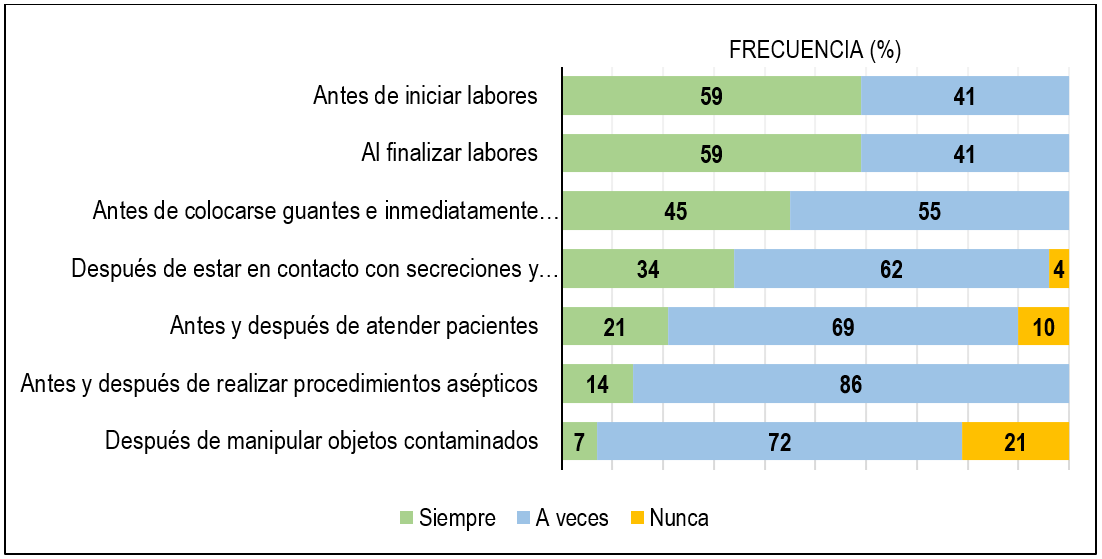 FRECUENCIA (%)
Antes de iniciar labores 59 41
Al finalizar labores 59 41
Antes de colocarse guantes e inmediatamente… 45 55
Después de estar en contacto con secreciones y… 34 62 4
Antes y después de atender pacientes 21 69 10
Antes y después de realizar procedimientos asépticos 14 86
Después de manipular objetos contaminados 7 72 21
Siempre A veces Nunca